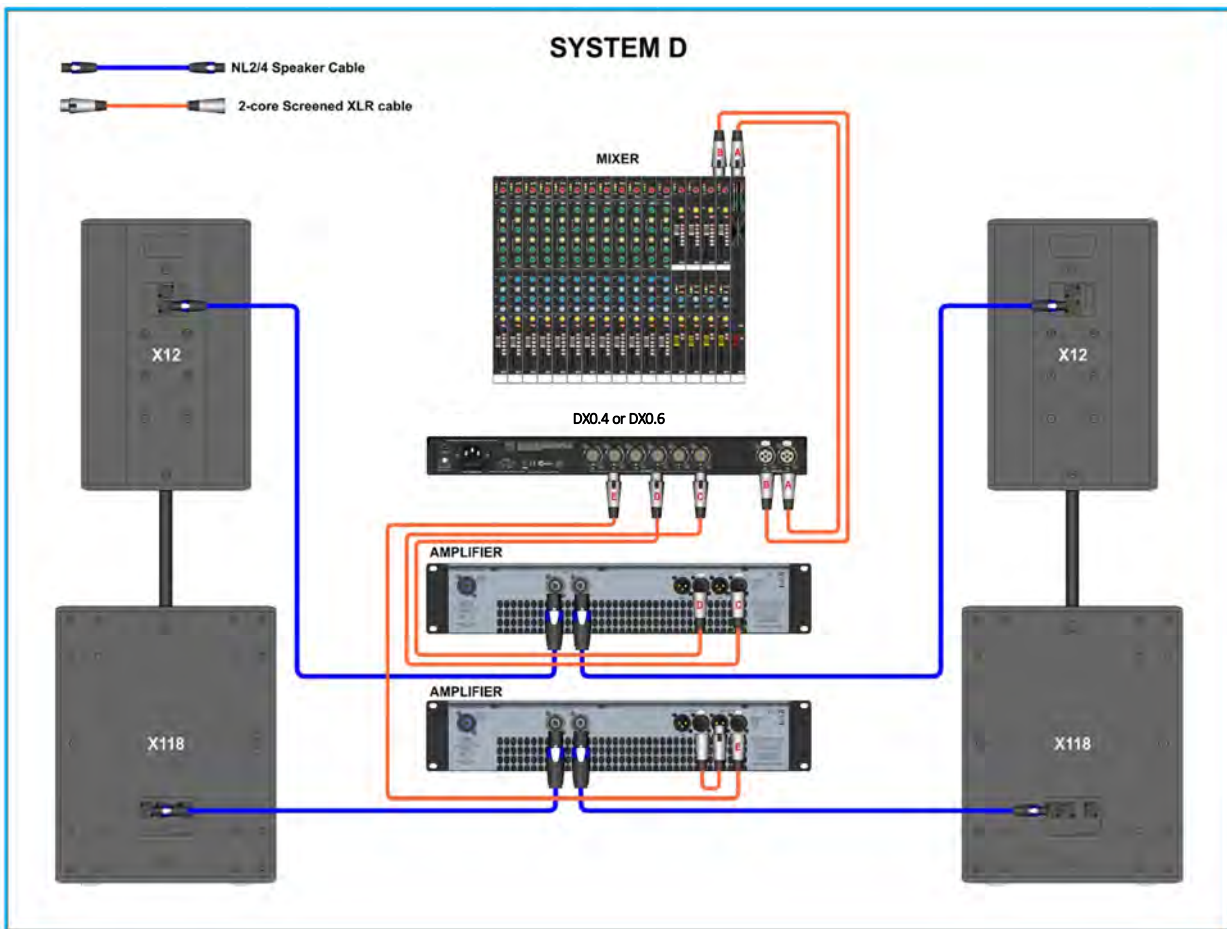 SYSTEM D
NL2/4 Speaker Cable
2-core Screened XLR cable
B A
MIXER
X12
X12
DX0.4 or DX0.6
E D C B A
AMPLIFIER
D C
AMPLIFIER
X118
E
X118